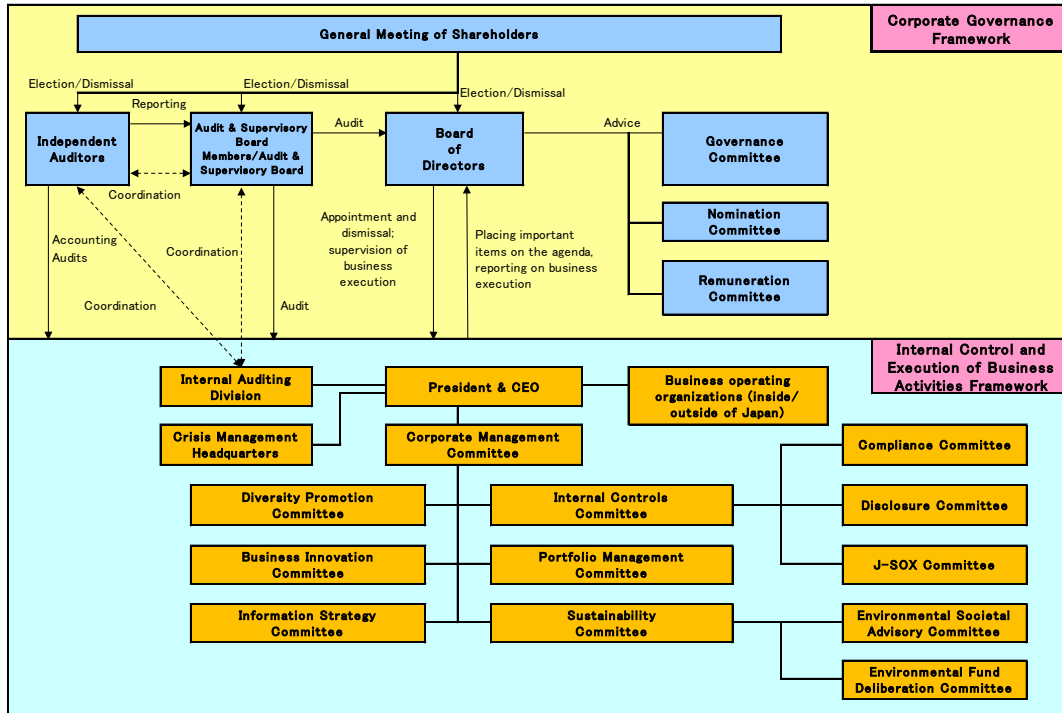 Corporate Governance
Framework
General Meeting of Shareholders
Election/Dismissal
Election/Dismissal
Election/Dismissal
Reporting
Independent
Auditors
Audit & Supervisory
Board
Members/Audit &
Supervisory Board
Audit
Board
of
Directors
Advice
Governance
Committee
Coordination
Nomination
Committee
Remuneration
Committee
Accounting
Audits
Coordination
Appointment and
dismissal;
supervision of
business
execution
Placing important
items on the agenda,
reporting on business
execution
Coordination
Audit
Internal Control and
Execution of Business
Activities Framework
Internal Auditing
Division
President & CEO
Business operating
organizations (inside/
outside of Japan)
Crisis Management
Headquarters
Corporate Management
Committee
Compliance Committee
Diversity Promotion
Committee
Internal Controls
Committee
Disclosure Committee
Business Innovation
Committee
Portfolio Management
Committee
J-SOX Committee
Information Strategy
Committee
Sustainability
Committee
Environmental Societal
Advisory Committee
Environmental Fund
Deliberation Committee